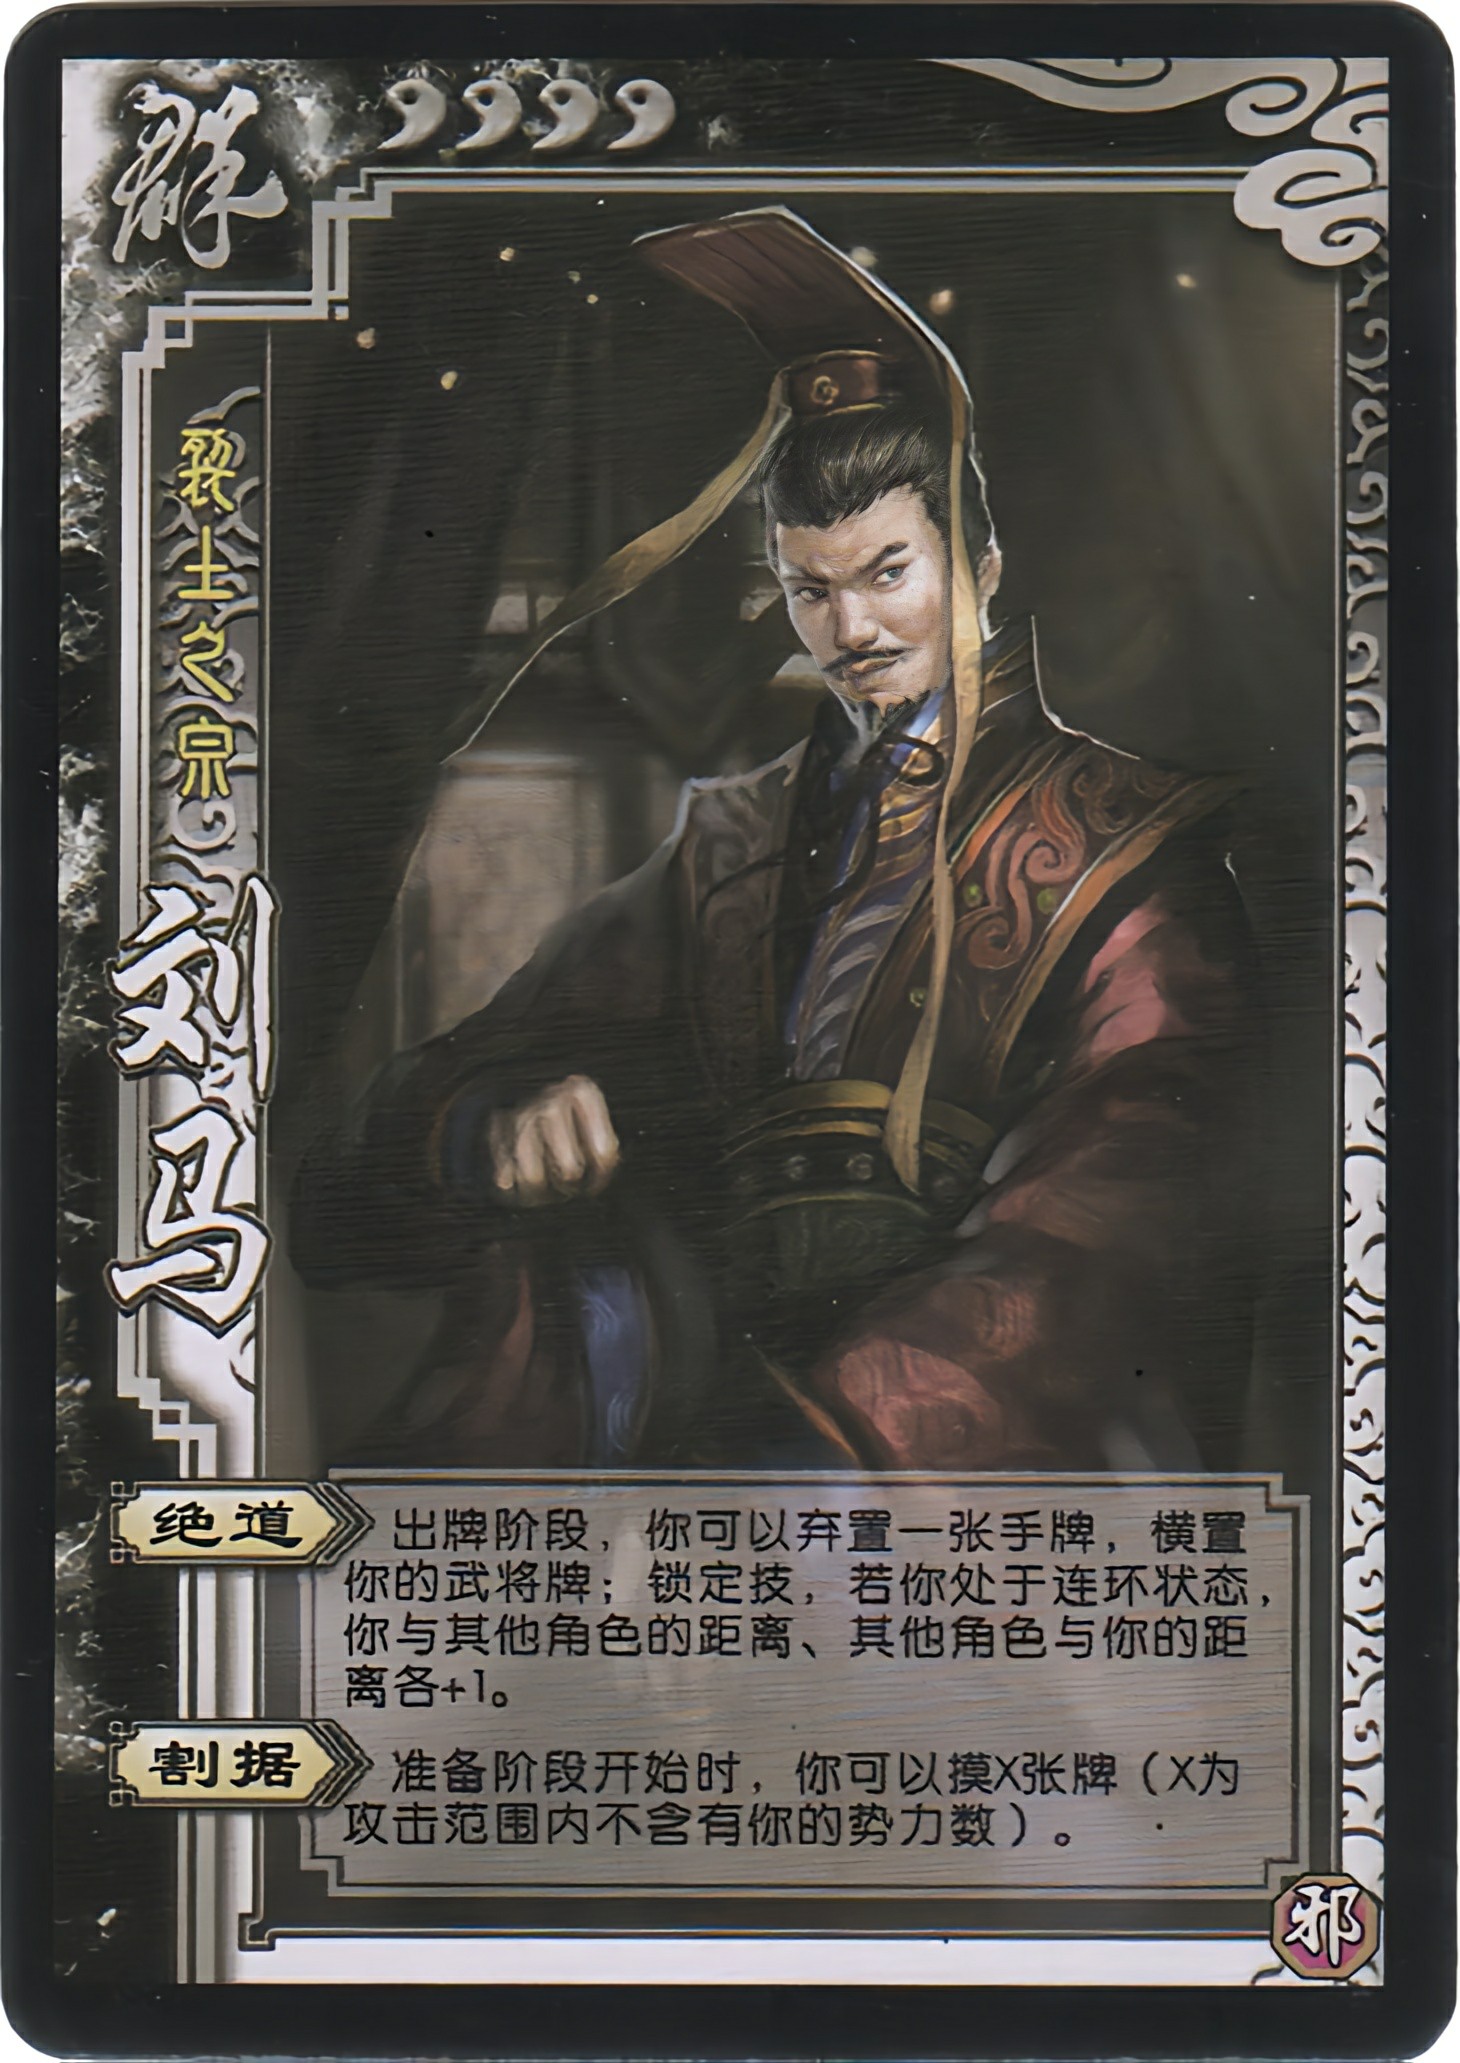 群
裂土之宗
刘马
绝道
出牌阶段，你可以弃置一张手牌，横置
你的武将牌；锁定技，若你处于连环状态，
你与其他角色的距离、其他角色与你的距
离各+1。
割据
准备阶段开始时，你可以摸X张牌（X为
攻击范围内不含有你的势力数）。
邪